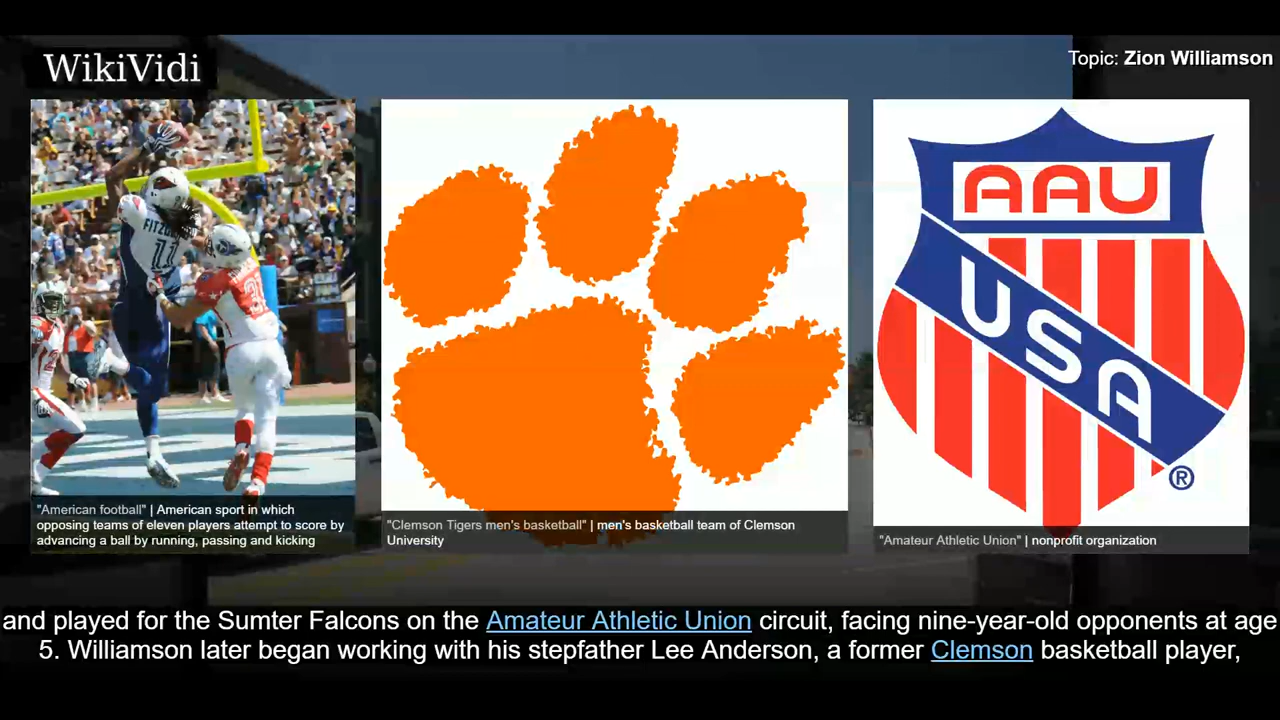 WikiVidi
Topic: Zion Williamson
11
AAU
USA
®
"American football" | American sport in which
opposing teams of eleven players attempt to score by
advancing a ball by running, passing and kicking
"Clemson Tigers men's basketball" | men's basketball team of Clemson
University
"Amateur Athletic Union" | nonprofit organization
and played for the Sumter Falcons on the Amateur Athletic Union circuit, facing nine-year-old opponents at age
5. Williamson later began working with his stepfather Lee Anderson, a former Clemson basketball player,